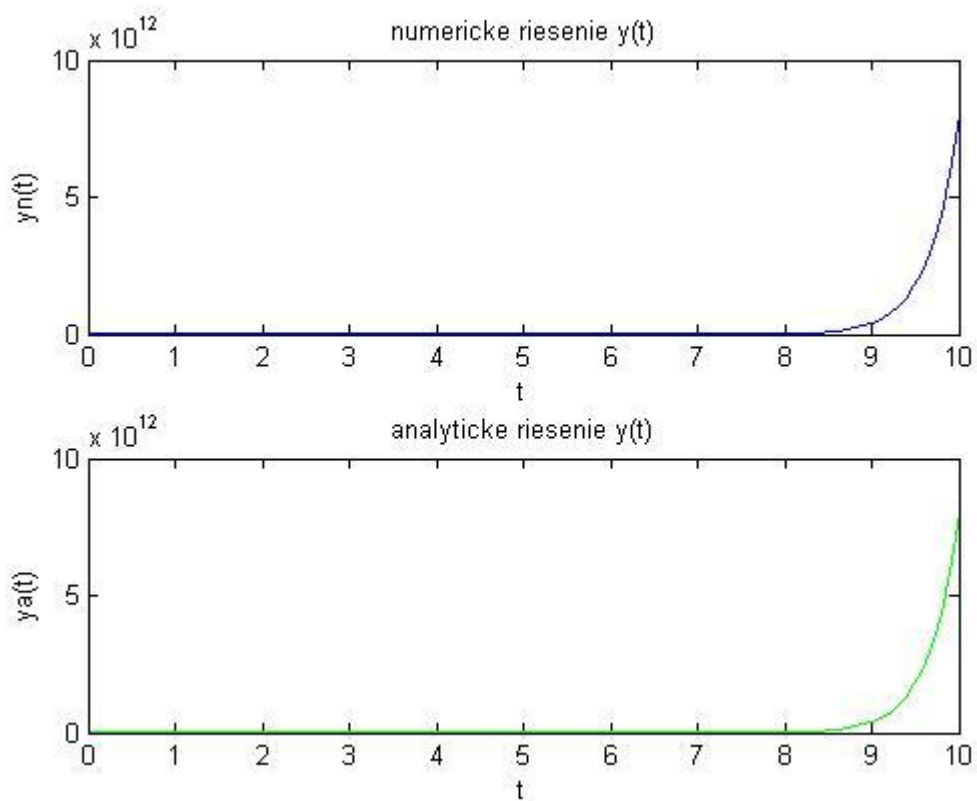 x 10^12
numericke riesenie y(t)
10
5
0
yn(t)
0 1 2 3 4 5 6 7 8 9 10
t
x 10^12
analyticke riesenie y(t)
10
5
0
ya(t)
0 1 2 3 4 5 6 7 8 9 10
t